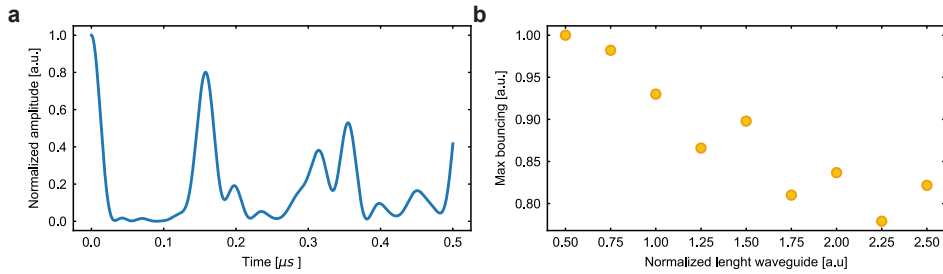 a
Normalized amplitude [a.u.]
1.0
0.8
0.6
0.4
0.2
0.0
0.0 0.1 0.2 0.3 0.4 0.5
Time [μs]
b
Max bouncing [a.u.]
1.00
0.95
0.90
0.85
0.80
0.50 0.75 1.00 1.25 1.50 1.75 2.00 2.25 2.50
Normalized lenght waveguide [a.u]